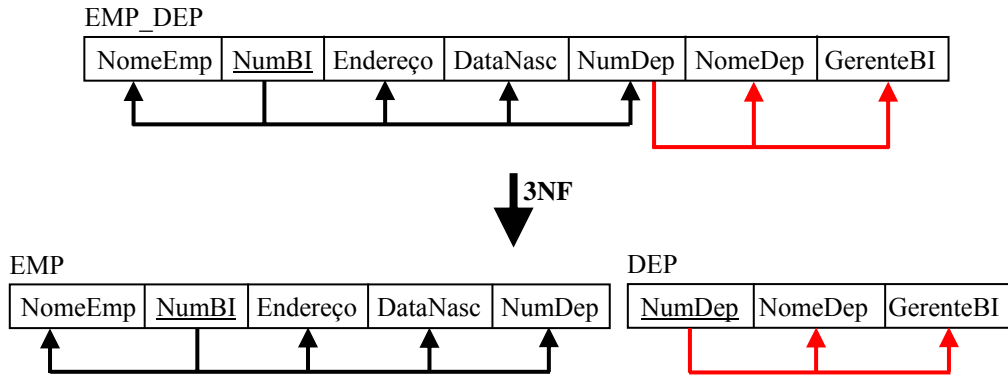 EMP_DEP
NomeEmp NumBI Endereço DataNasc NumDep NomeDep GerenteBI
3NF
EMP
NomeEmp NumBI Endereço DataNasc NumDep
DEP
NumDep NomeDep GerenteBI